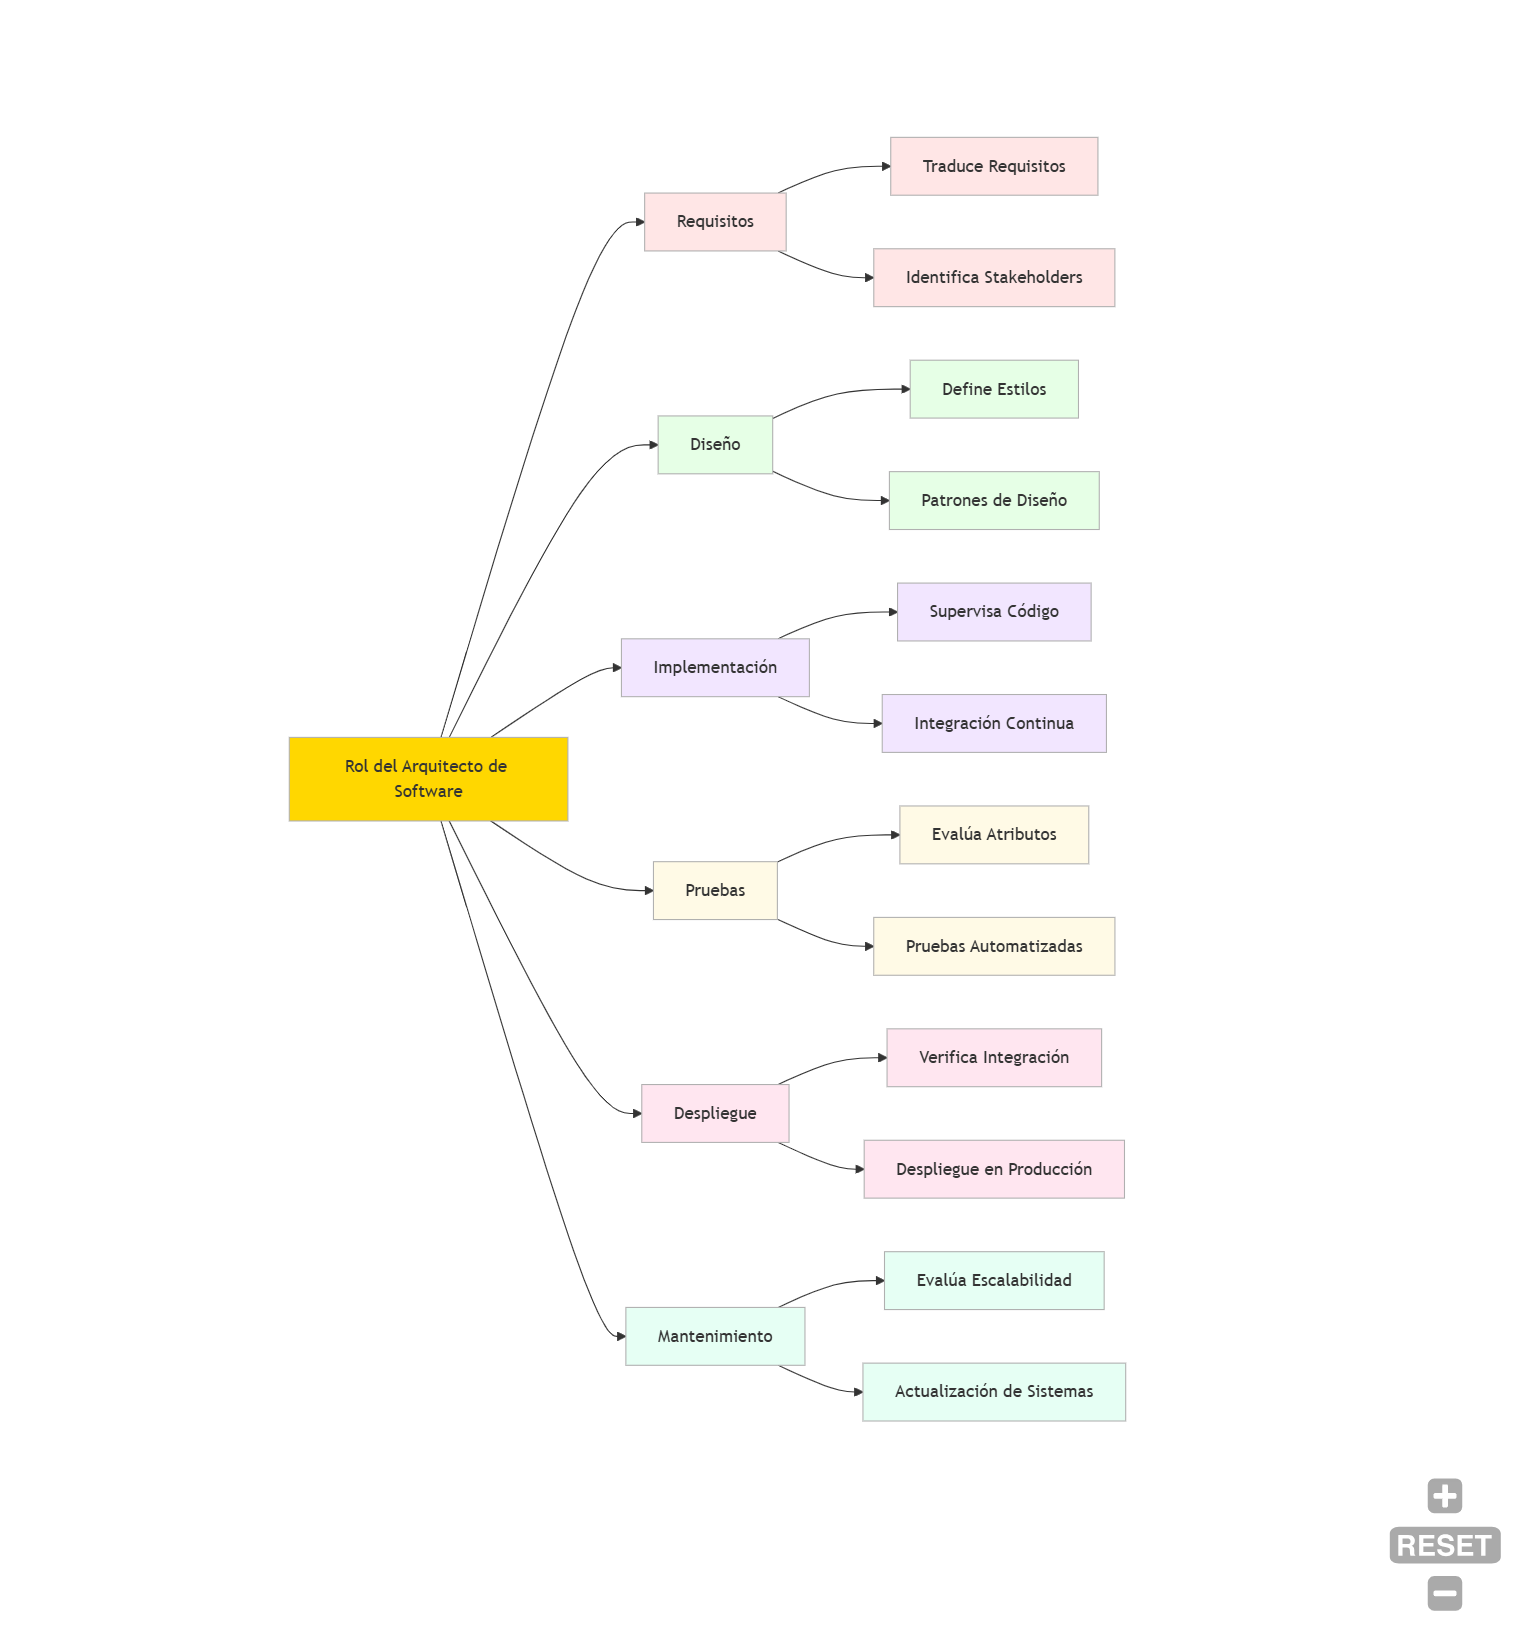 Rol del Arquitecto de
Software
Requisitos
Traduce Requisitos
Identifica Stakeholders
Diseño
Define Estilos
Patrones de Diseño
Implementación
Supervisa Código
Integración Continua
Pruebas
Evalúa Atributos
Pruebas Automatizadas
Despliegue
Verifica Integración
Despliegue en Producción
Mantenimiento
Evalúa Escalabilidad
Actualización de Sistemas
RESET